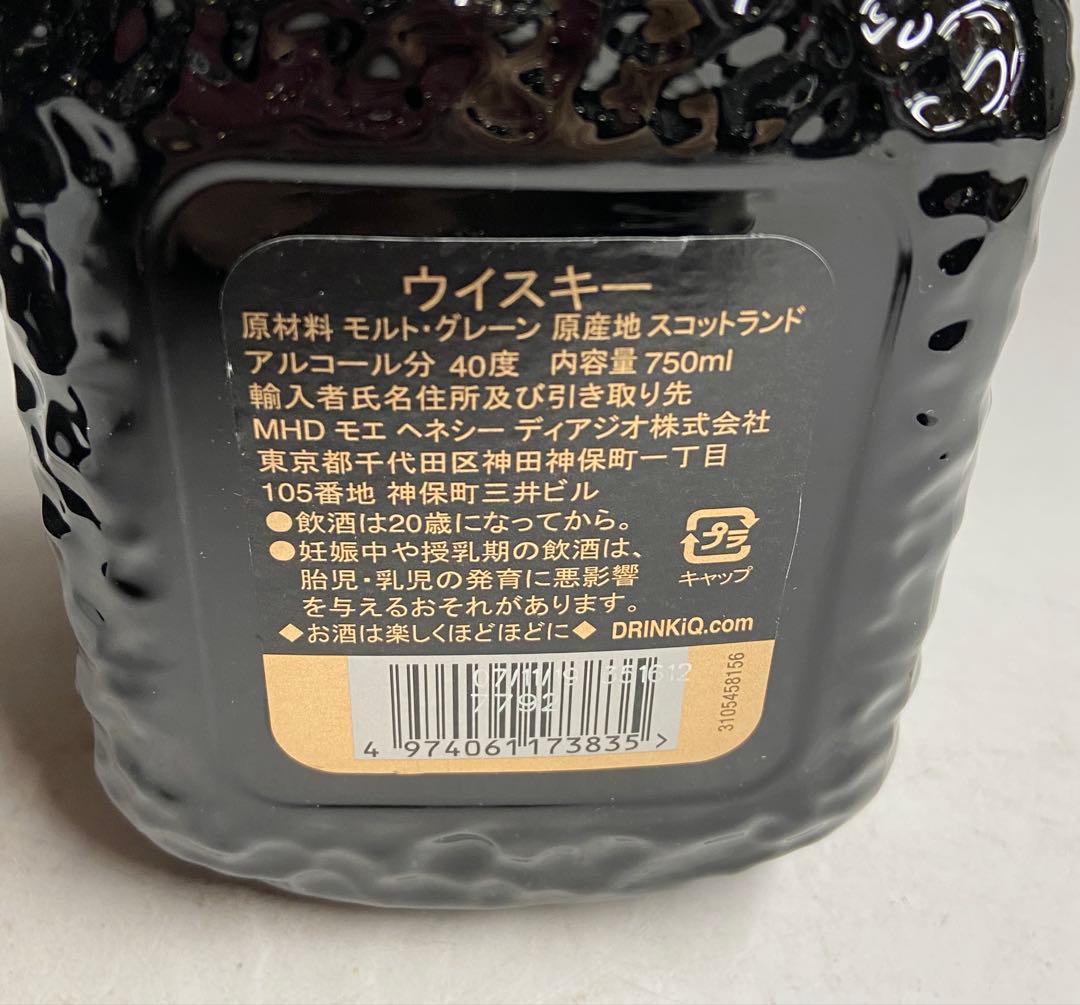 ウイスキー
原材料 モルト・グレーン 原産地 スコットランド
アルコール分 40度 内容量 750ml
輸入者氏名住所及び引き取り先
MHD モエ ヘネシー ディアジオ株式会社
東京都千代田区神田神保町一丁目
105番地 神保町三井ビル
●飲酒は20歳になってから。
●妊娠中や授乳期の飲酒は、
胎児・乳児の発育に悪影響
を与えるおそれがあります。
プラ
キャップ
◆お酒は楽しくほどほどに◆ DRINKiQ.com
07/11/19 351612
7792
4 974061173835 >
3105458156